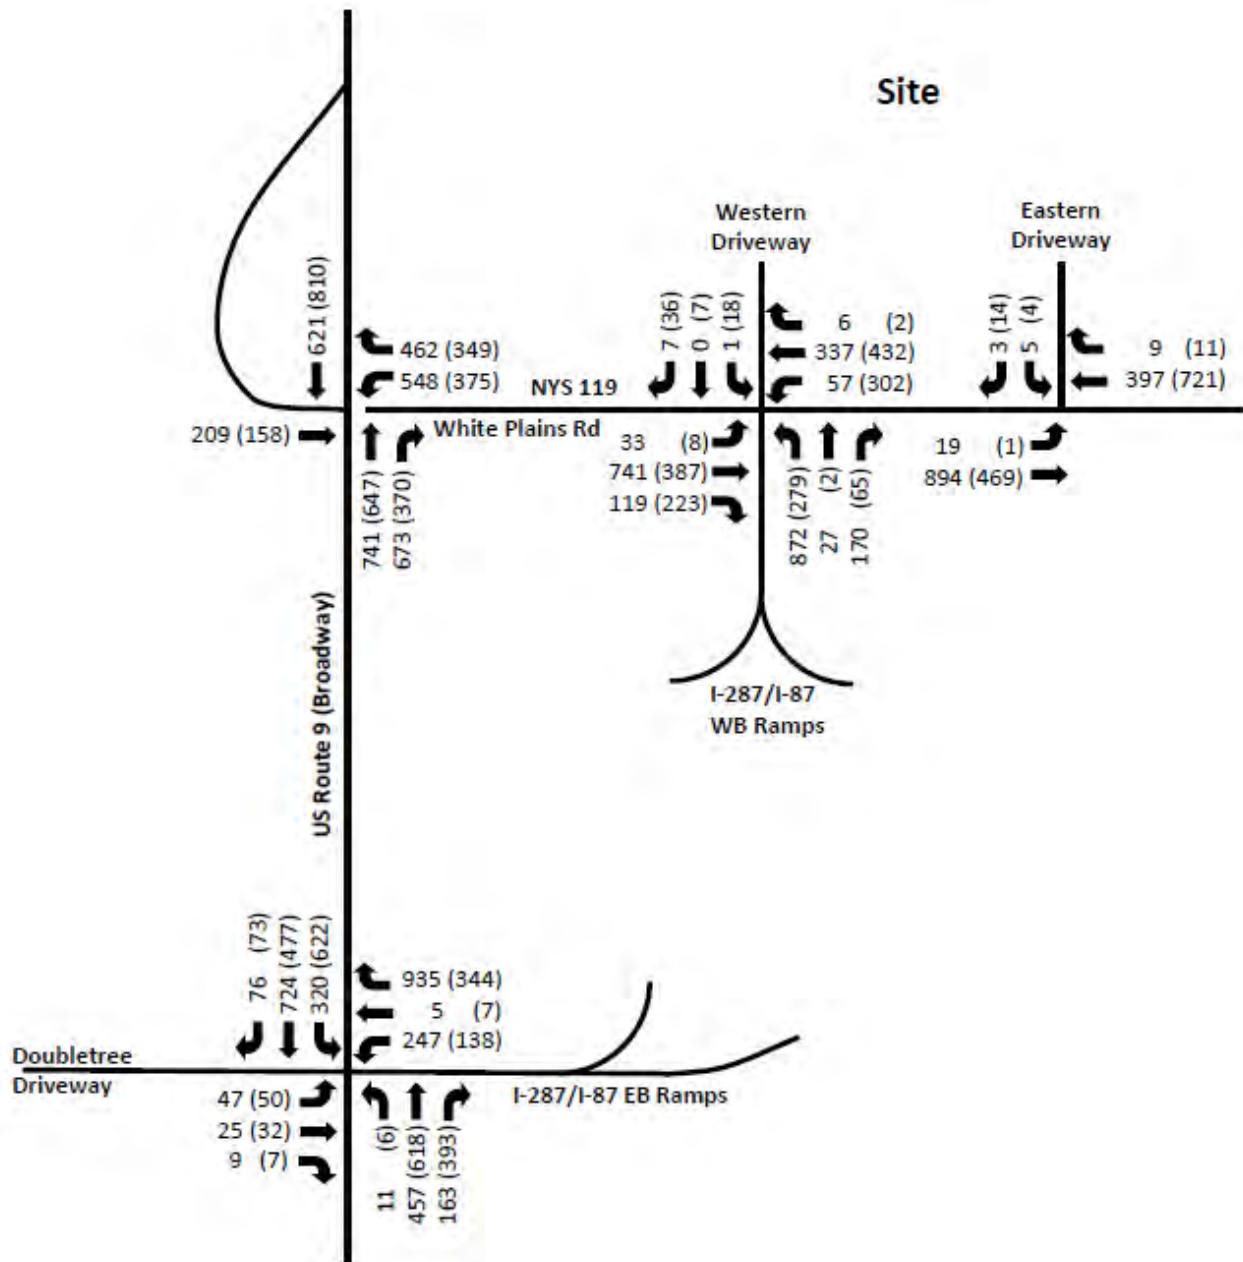 Site
Western
Driveway
Eastern
Driveway
621 (810)
462 (349)
548 (375)
209 (158)
741 (647)
673 (370)
NYS 119
White Plains Rd
7 (36)
0 (7)
1 (18)
6 (2)
337 (432)
57 (302)
33 (8)
741 (387)
119 (223)
872 (279)
27 (2)
170 (65)
3 (14)
5 (4)
9 (11)
397 (721)
19 (1)
894 (469)
I-287/I-87
WB Ramps
US Route 9 (Broadway)
76 (73)
724 (477)
320 (622)
935 (344)
5 (7)
247 (138)
Doubletree
Driveway
47 (50)
25 (32)
9 (7)
11 (6)
457 (618)
163 (393)
I-287/I-87 EB Ramps